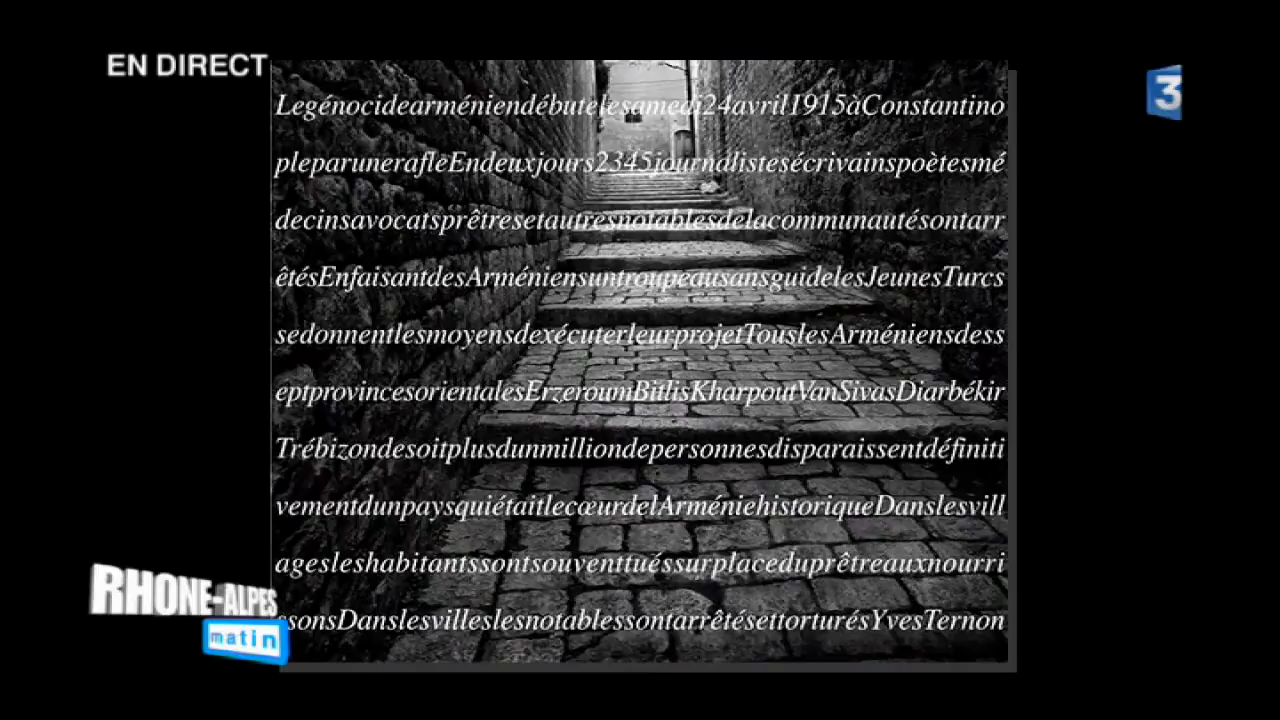 EN DIRECT
3
Legénocidearméniendébutelesamedi24avril1915àConstantino
pleparunerafleEndeuxjours2345journalistesécrivainspoètesmé
decinsavocatsprêtresetautresnotablesdelacommunautésontarr
êtésEnfaisantdesArméniensuntroupeausansguidelesJeunesTurcs
sedonnentlesmoyensdexécuterleurprojetTouslesArméniensdess
eptprovincesorientalesErzeroumBitlisKharpoutVanSivasDiarbékir
Trébizondesoitplusdunmilliondepersonnesdisparaissentdéfiniti
vementdunpaysquiétaitlecœurdelArméniehistoriqueDanslesvill
agesleshabitantssontsouventtuéssurplaceduprêtreauxnourri
ssonsDanslesvilleslesnotablessontarrêtésettorturésYvesTernon
RHONE-ALPES
matin